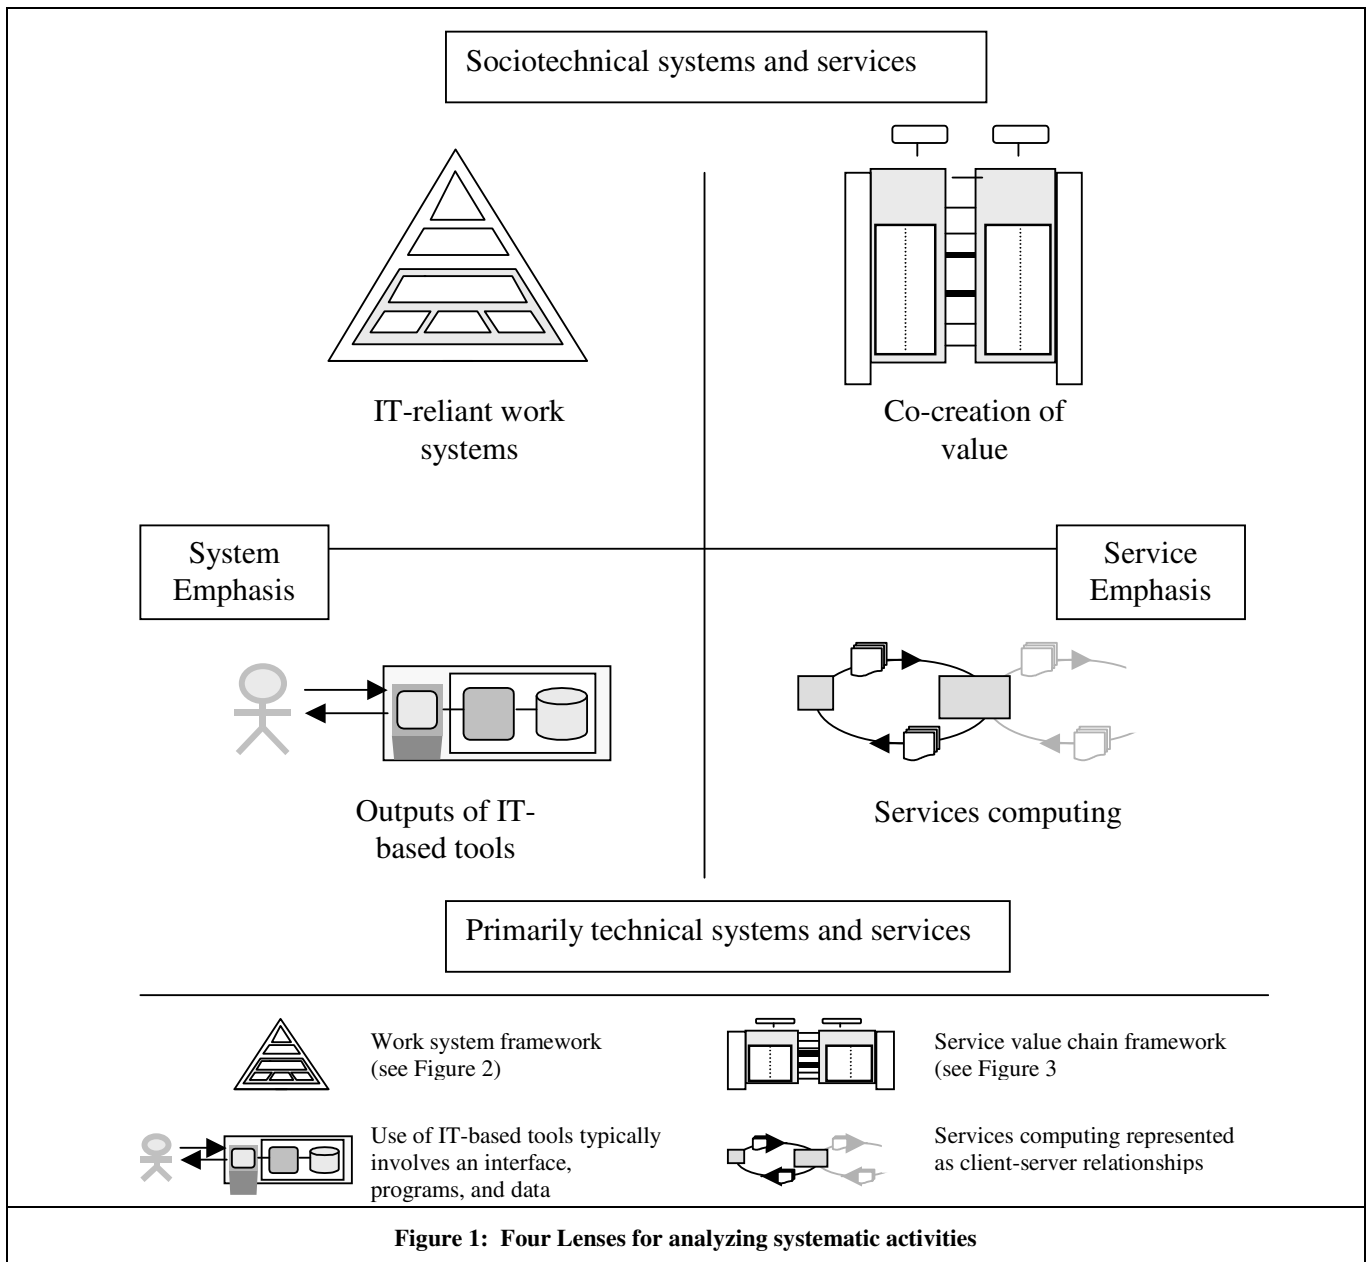 Sociotechnical systems and services
IT-reliant work
systems
Co-creation of
value
System
Emphasis
Service
Emphasis
Outputs of IT-
based tools
Services computing
Primarily technical systems and services
Work system framework
(see Figure 2)
Service value chain framework
(see Figure 3
Use of IT-based tools typically
involves an interface,
programs, and data
Services computing represented
as client-server relationships
Figure 1:  Four Lenses for analyzing systematic activities